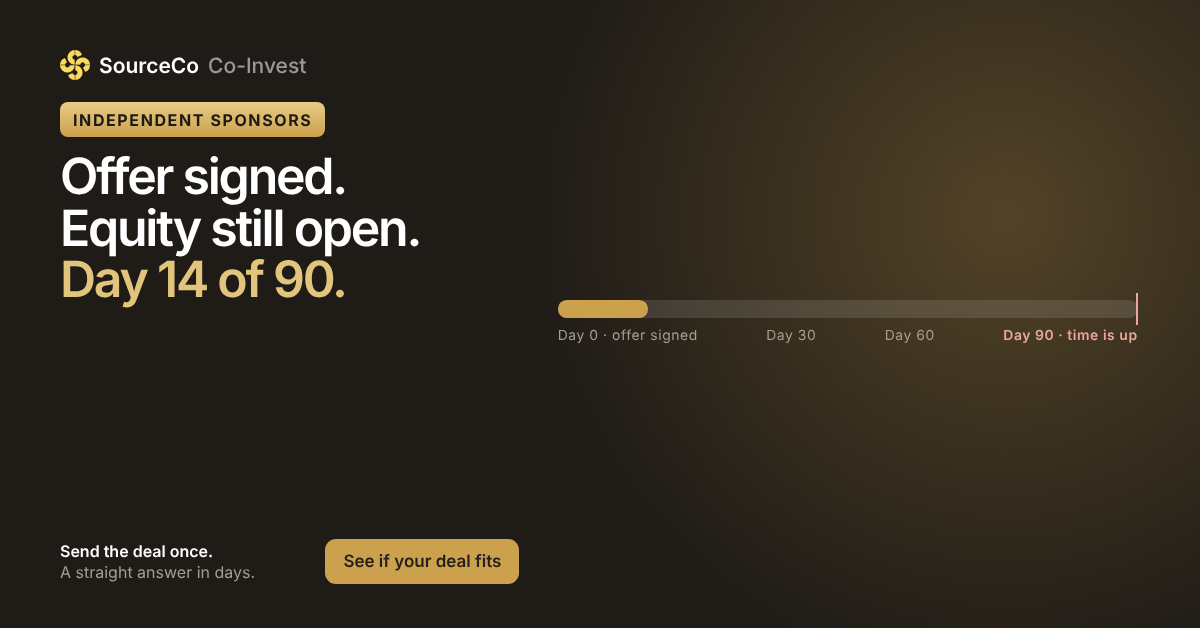 SourceCo Co-Invest
INDEPENDENT SPONSORS
Offer signed.
Equity still open.
Day 14 of 90.
Day 0 · offer signed
Day 30
Day 60
Day 90 · time is up
Send the deal once.
A straight answer in days.
See if your deal fits